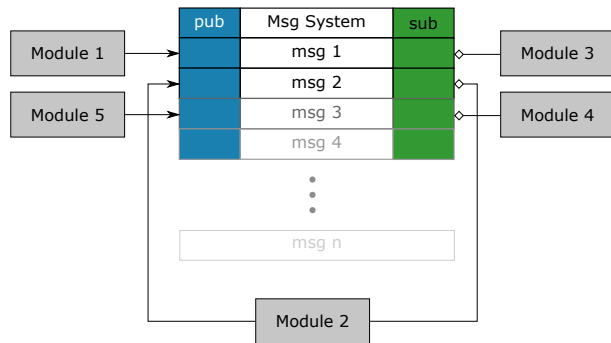 pub Msg System sub
Module 1 msg 1 Module 3
msg 2
Module 5 msg 3 Module 4
msg 4
msg n
Module 2